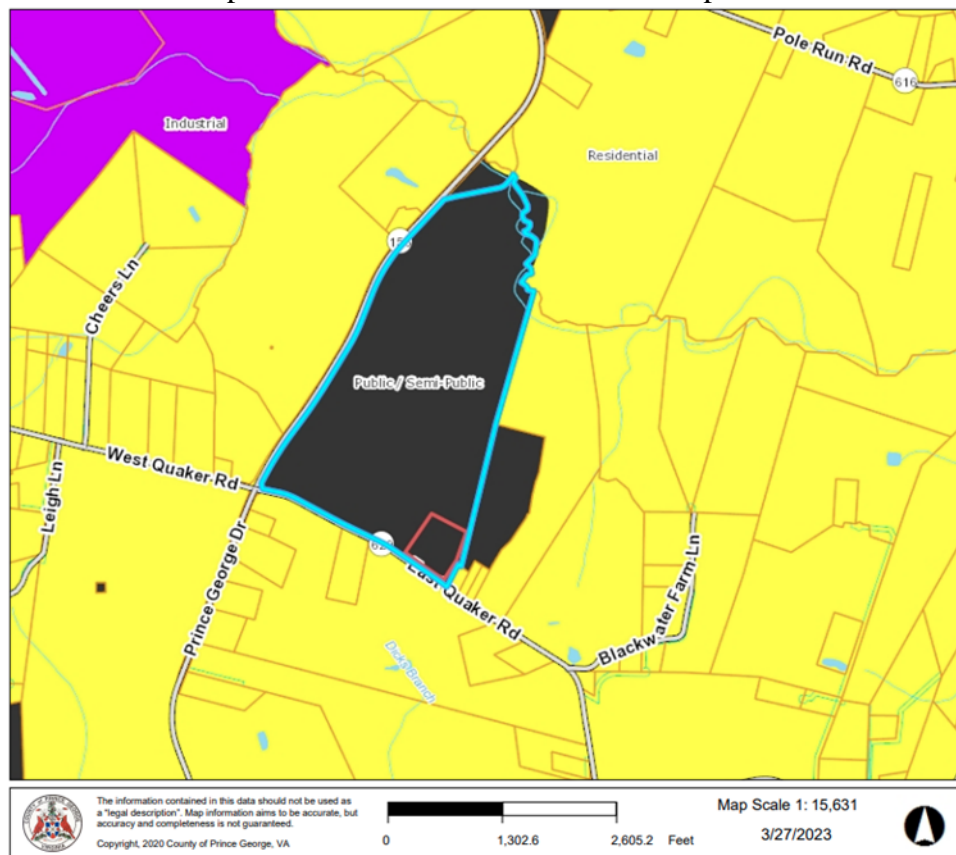 Pole Run Rd
616
Industrial
Residential
Cheers Ln
Public / Semi-Public
West Quaker Rd
Leigh Ln
Prince George Dr
East Quaker Rd
Blackwater Farm Ln
Dicks Branch
The information contained in this data should not be used as
a "legal description". Map information aims to be accurate, but
accuracy and completeness is not guaranteed.
Copyright, 2020 County of Prince George, VA
0
1,302.6
2,605.2
Feet
Map Scale 1: 15,631
3/27/2023